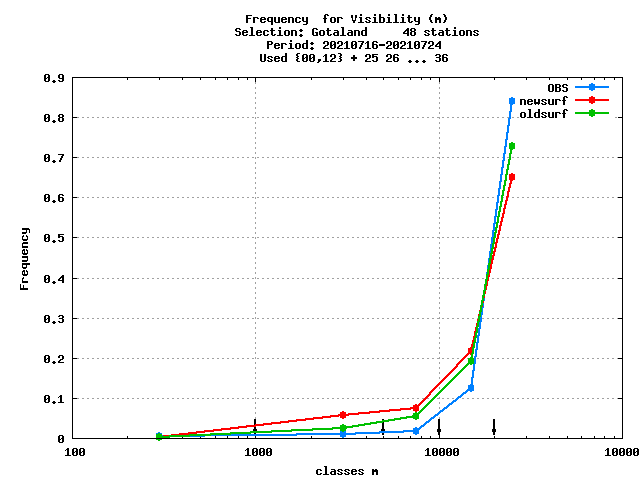 Frequency  for Visibility (m)
Selection: Gotaland     48 stations
Period: 20210716-20210724
Used {00,12} + 25 26 ... 36
OBS
newsurf
oldsurf
0.9
0.8
0.7
0.6
0.5
0.4
0.3
0.2
0.1
0
Frequency
100
1000
10000
10000
classes m